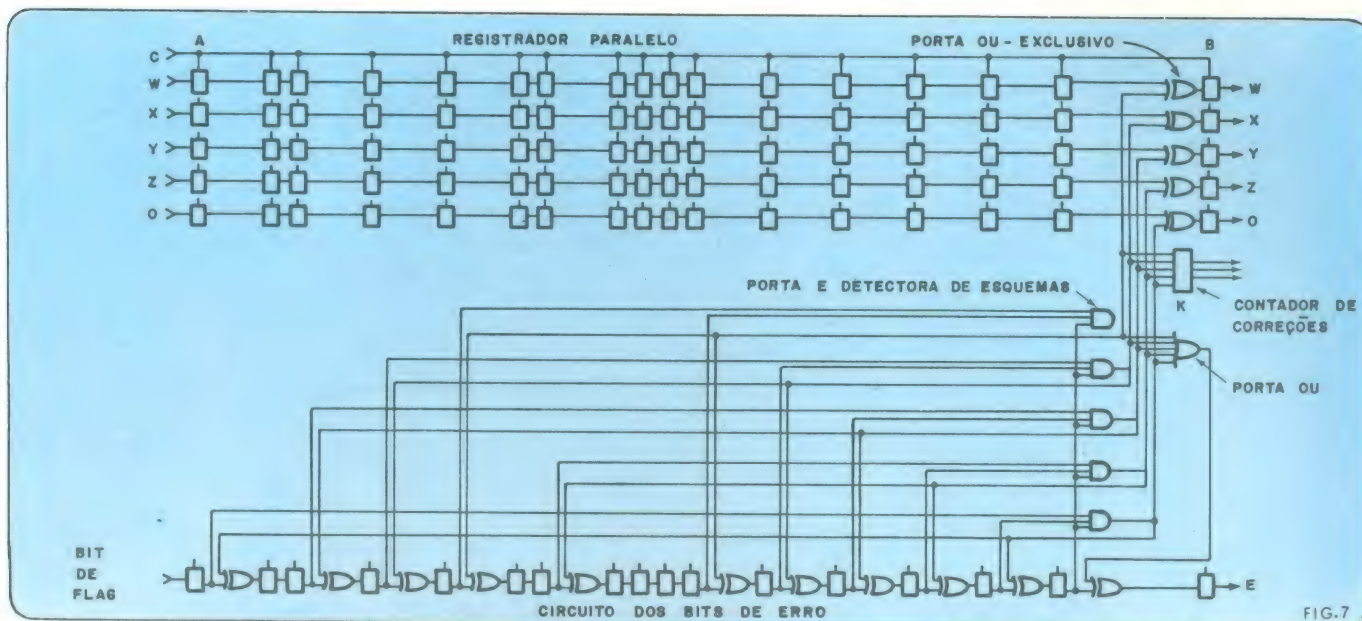 A REGISTRADOR PARALELO PORTA OU - EXCLUSIVO B
C
W W
X X
Y Y
Z Z
O O
PORTA E DETECTORA DE ESQUEMAS
K
CONTADOR DE
CORREÇÕES
PORTA OU
BIT
DE
FLAG
E
CIRCUITO DOS BITS DE ERRO
FIG.7